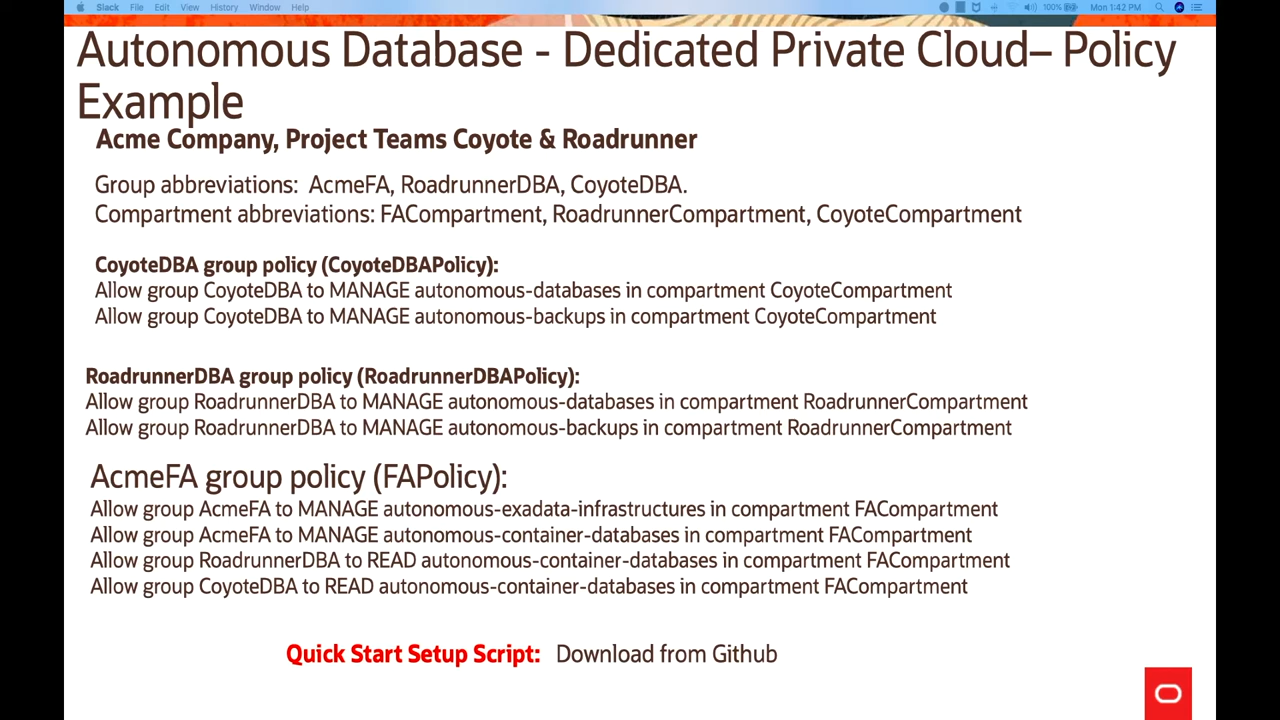 Slack File Edit View History Window Help 100% Mon 1:42 PM
Autonomous Database - Dedicated Private Cloud– Policy
Example
Acme Company, Project Teams Coyote & Roadrunner
Group abbreviations: AcmeFA, RoadrunnerDBA, CoyoteDBA.
Compartment abbreviations: FACompartment, RoadrunnerCompartment, CoyoteCompartment
CoyoteDBA group policy (CoyoteDBAPolicy):
Allow group CoyoteDBA to MANAGE autonomous-databases in compartment CoyoteCompartment
Allow group CoyoteDBA to MANAGE autonomous-backups in compartment CoyoteCompartment
RoadrunnerDBA group policy (RoadrunnerDBAPolicy):
Allow group RoadrunnerDBA to MANAGE autonomous-databases in compartment RoadrunnerCompartment
Allow group RoadrunnerDBA to MANAGE autonomous-backups in compartment RoadrunnerCompartment
AcmeFA group policy (FAPolicy):
Allow group AcmeFA to MANAGE autonomous-exadata-infrastructures in compartment FACompartment
Allow group AcmeFA to MANAGE autonomous-container-databases in compartment FACompartment
Allow group RoadrunnerDBA to READ autonomous-container-databases in compartment FACompartment
Allow group CoyoteDBA to READ autonomous-container-databases in compartment FACompartment
Quick Start Setup Script: Download from Github